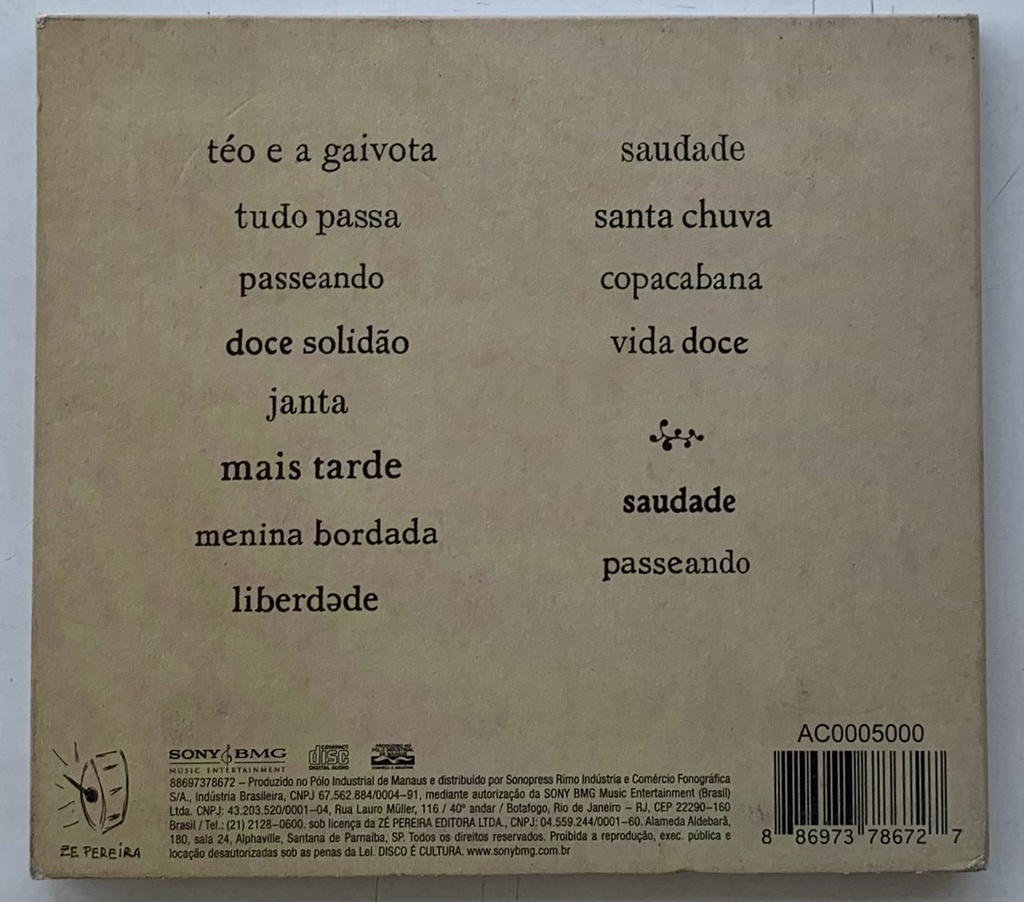 téo e a gaivota
tudo passa
passeando
doce solidão
janta
mais tarde
menina bordada
liberdade
saudade
santa chuva
copacabana
vida doce
saudade
passeando
ZE PEREIRA
SONY BMG
MUSIC ENTERTAINMENT
COMPACT
disc
DIGITAL AUDIO
88697378672 – Produzido no Pólo Industrial de Manaus e distribuído por Sonopress Rimo Indústria e Comércio Fonográfica
S/A., Indústria Brasileira, CNPJ 67.562.884/0004–91, mediante autorização da SONY BMG Music Entertainment (Brasil)
Ltda. CNPJ: 43.203.520/0001–04, Rua Lauro Müller, 116 / 40º andar / Botafogo, Rio de Janeiro – RJ, CEP 22290–160
Brasil / Tel.: (21) 2128–0600. sob licença da ZÉ PEREIRA EDITORA LTDA., CNPJ: 04.559.244/0001–60. Alameda Aldebarã,
180, sala 24, Alphaville, Santana de Parnaíba, SP. Todos os direitos reservados. Proibida a reprodução, exec. pública e
locação desautorizadas sob as penas da Lei. DISCO É CULTURA. www.sonybmg.com.br
AC0005000
8 86973 78672 7